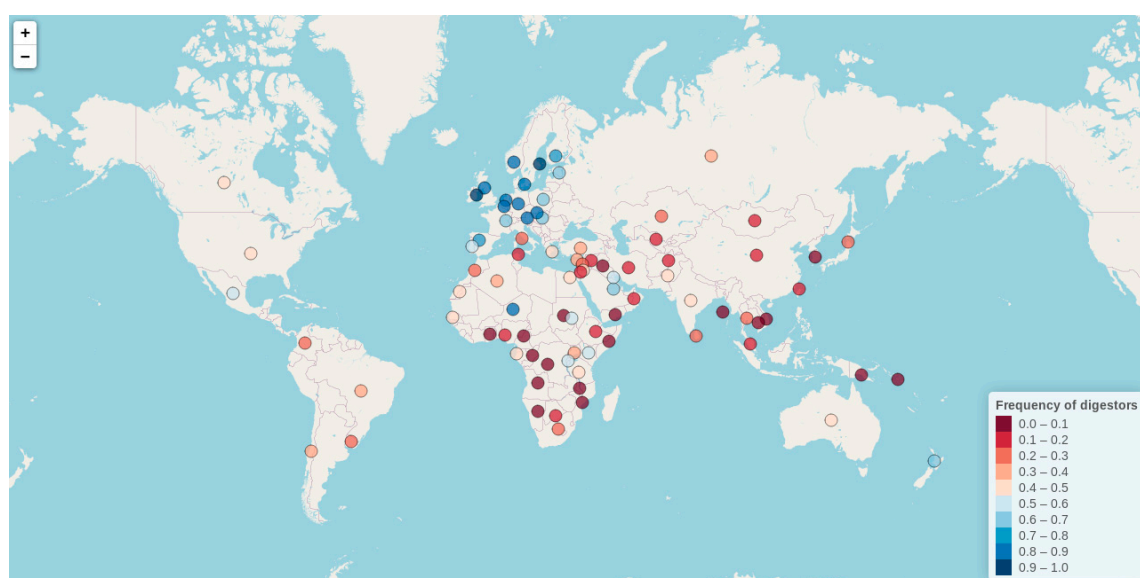 +
−
Frequency of digestors
0.0 – 0.1
0.1 – 0.2
0.2 – 0.3
0.3 – 0.4
0.4 – 0.5
0.5 – 0.6
0.6 – 0.7
0.7 – 0.8
0.8 – 0.9
0.9 – 1.0